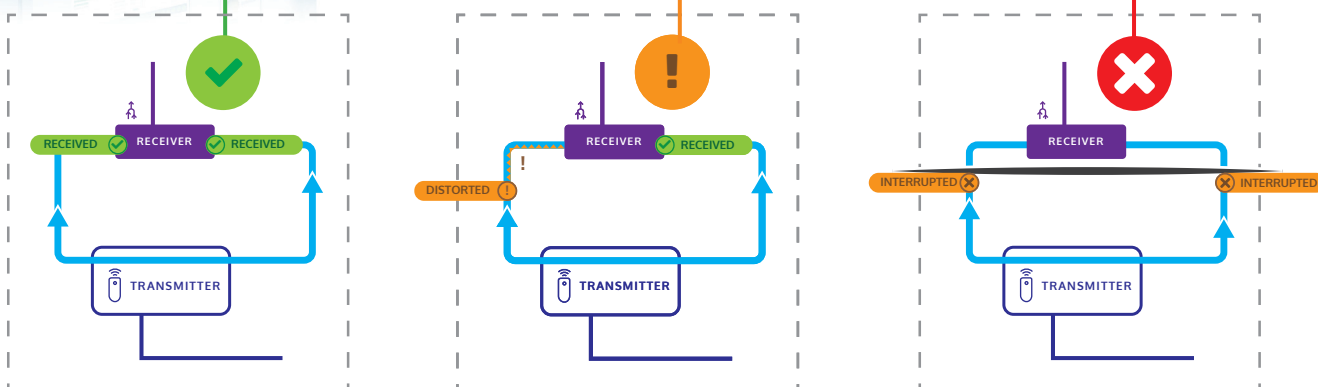 RECEIVED
RECEIVER
RECEIVED
TRANSMITTER
!
RECEIVER
RECEIVED
!
DISTORTED !
TRANSMITTER
RECEIVER
INTERRUPTED
INTERRUPTED
TRANSMITTER